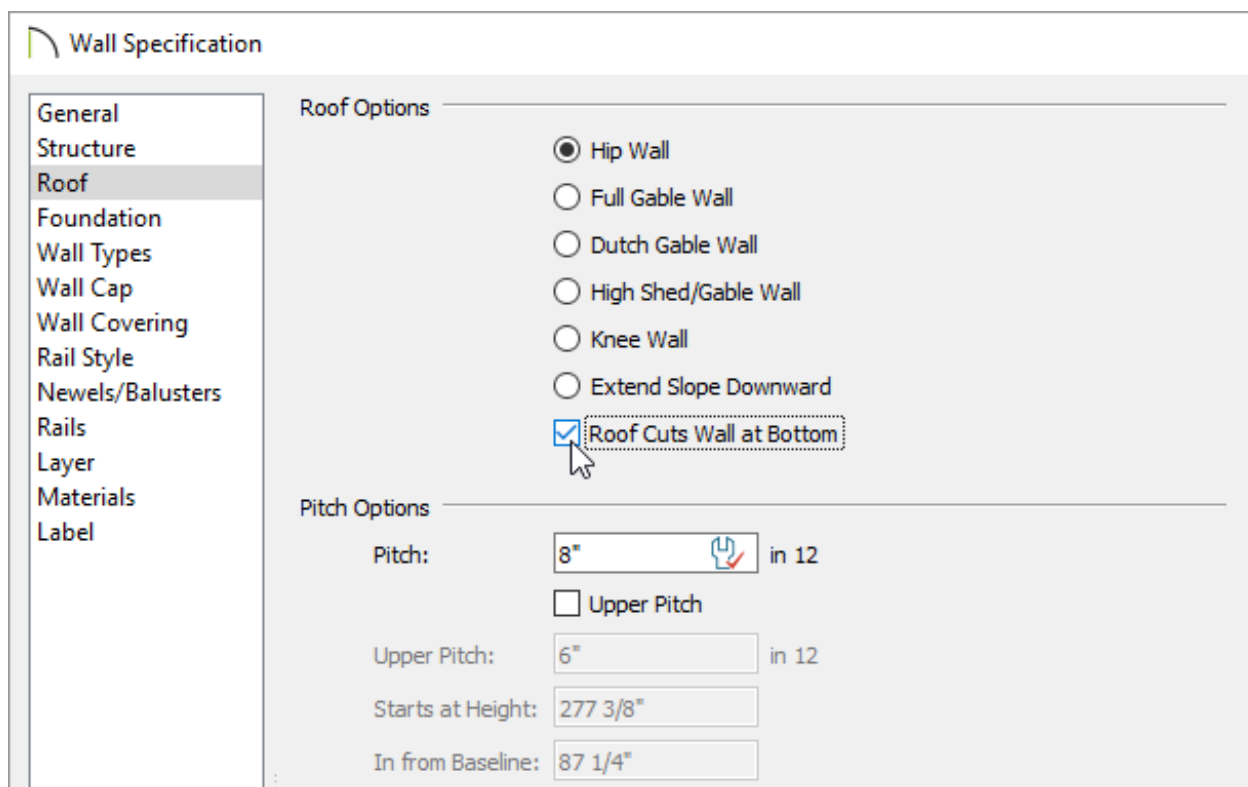 Wall Specification
General
Structure
Roof
Foundation
Wall Types
Wall Cap
Wall Covering
Rail Style
Newels/Balusters
Rails
Layer
Materials
Label
Roof Options
Hip Wall
Full Gable Wall
Dutch Gable Wall
High Shed/Gable Wall
Knee Wall
Extend Slope Downward
Roof Cuts Wall at Bottom
Pitch Options
Pitch: 8" in 12
Upper Pitch
Upper Pitch: 6" in 12
Starts at Height: 277 3/8"
In from Baseline: 87 1/4"